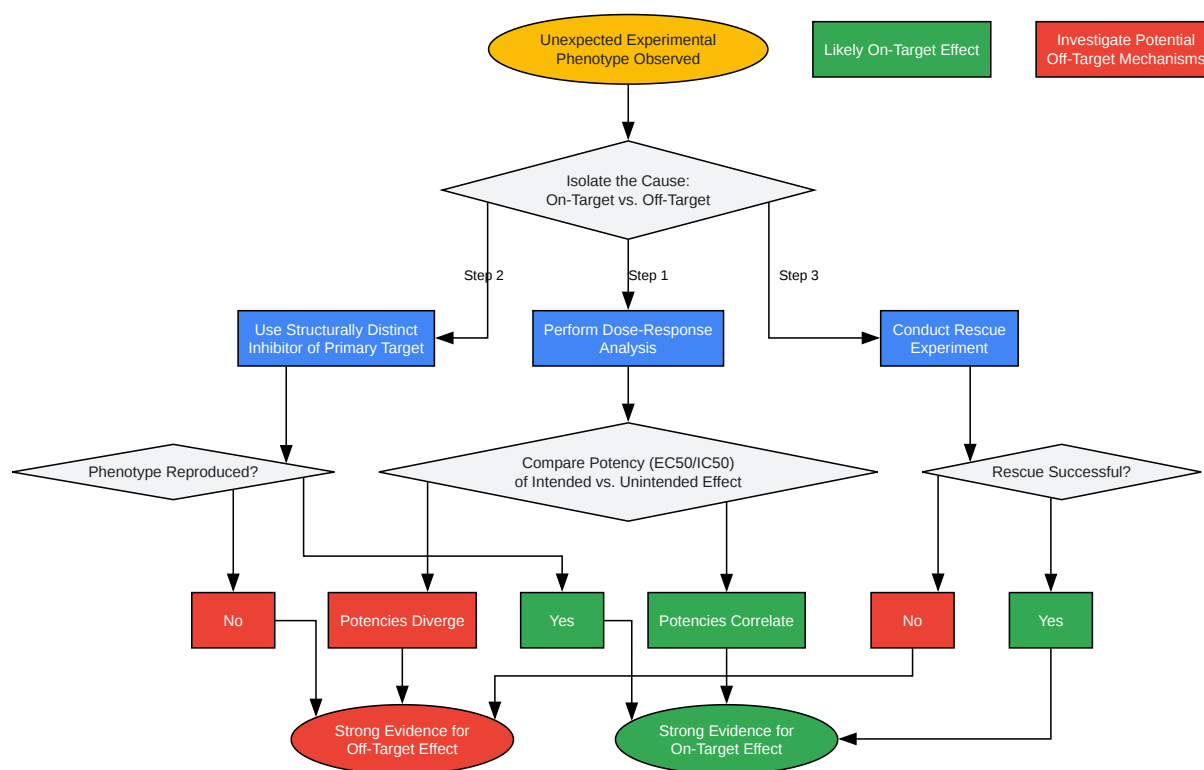 Unexpected Experimental
Phenotype Observed
Likely On-Target Effect
Investigate Potential
Off-Target Mechanisms
Isolate the Cause:
On-Target vs. Off-Target
Step 2
Step 1
Step 3
Use Structurally Distinct
Inhibitor of Primary Target
Perform Dose-Response
Analysis
Conduct Rescue
Experiment
Phenotype Reproduced?
Compare Potency (EC50/IC50)
of Intended vs. Unintended Effect
Rescue Successful?
No
Potencies Diverge
Yes
Potencies Correlate
No
Yes
Strong Evidence for
Off-Target Effect
Strong Evidence for
On-Target Effect